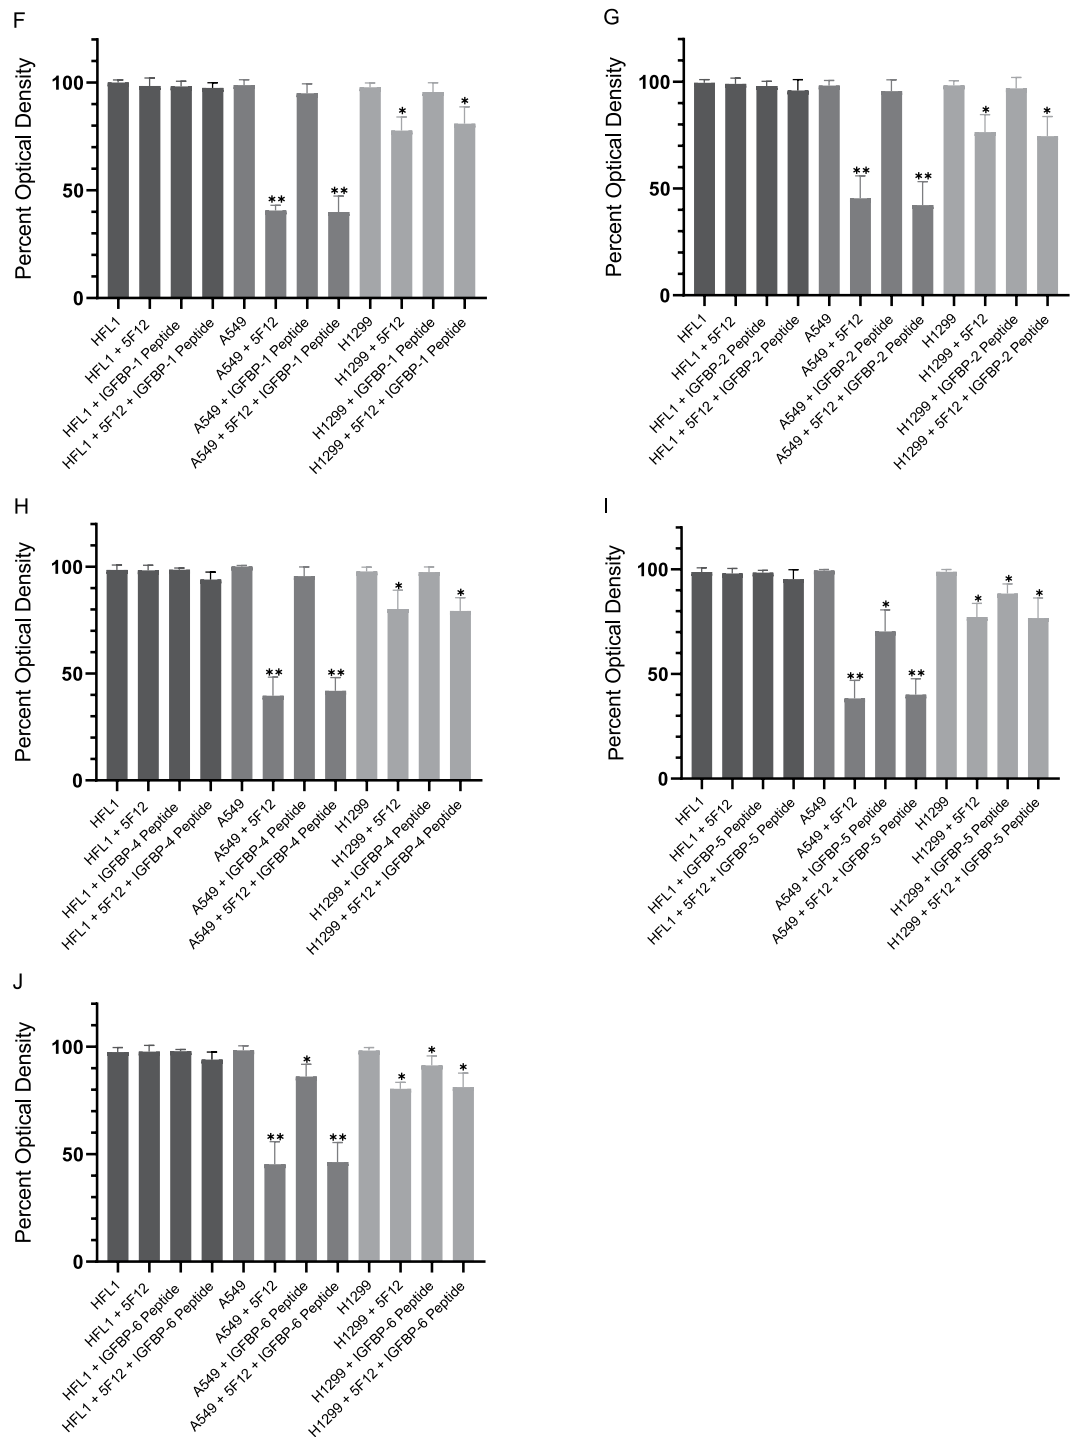 F
Percent Optical Density
100
50
0
** ** * *
HFL1
HFL1 + 5F12
HFL1 + IGFBP-1 Peptide
HFL1 + 5F12 + IGFBP-1 Peptide
A549
A549 + 5F12
A549 + IGFBP-1 Peptide
A549 + 5F12 + IGFBP-1 Peptide
H1299
H1299 + 5F12
H1299 + IGFBP-1 Peptide
H1299 + 5F12 + IGFBP-1 Peptide
G
Percent Optical Density
100
50
0
** ** * *
HFL1
HFL1 + 5F12
HFL1 + IGFBP-2 Peptide
HFL1 + 5F12 + IGFBP-2 Peptide
A549
A549 + 5F12
A549 + IGFBP-2 Peptide
A549 + 5F12 + IGFBP-2 Peptide
H1299
H1299 + 5F12
H1299 + IGFBP-2 Peptide
H1299 + 5F12 + IGFBP-2 Peptide
H
Percent Optical Density
100
50
0
** ** * *
HFL1
HFL1 + 5F12
HFL1 + IGFBP-4 Peptide
HFL1 + 5F12 + IGFBP-4 Peptide
A549
A549 + 5F12
A549 + IGFBP-4 Peptide
A549 + 5F12 + IGFBP-4 Peptide
H1299
H1299 + 5F12
H1299 + IGFBP-4 Peptide
H1299 + 5F12 + IGFBP-4 Peptide
I
Percent Optical Density
100
50
0
** * ** * * *
HFL1
HFL1 + 5F12
HFL1 + IGFBP-5 Peptide
HFL1 + 5F12 + IGFBP-5 Peptide
A549
A549 + 5F12
A549 + IGFBP-5 Peptide
A549 + 5F12 + IGFBP-5 Peptide
H1299
H1299 + 5F12
H1299 + IGFBP-5 Peptide
H1299 + 5F12 + IGFBP-5 Peptide
J
Percent Optical Density
100
50
0
** * ** * * *
HFL1
HFL1 + 5F12
HFL1 + IGFBP-6 Peptide
HFL1 + 5F12 + IGFBP-6 Peptide
A549
A549 + 5F12
A549 + IGFBP-6 Peptide
A549 + 5F12 + IGFBP-6 Peptide
H1299
H1299 + 5F12
H1299 + IGFBP-6 Peptide
H1299 + 5F12 + IGFBP-6 Peptide